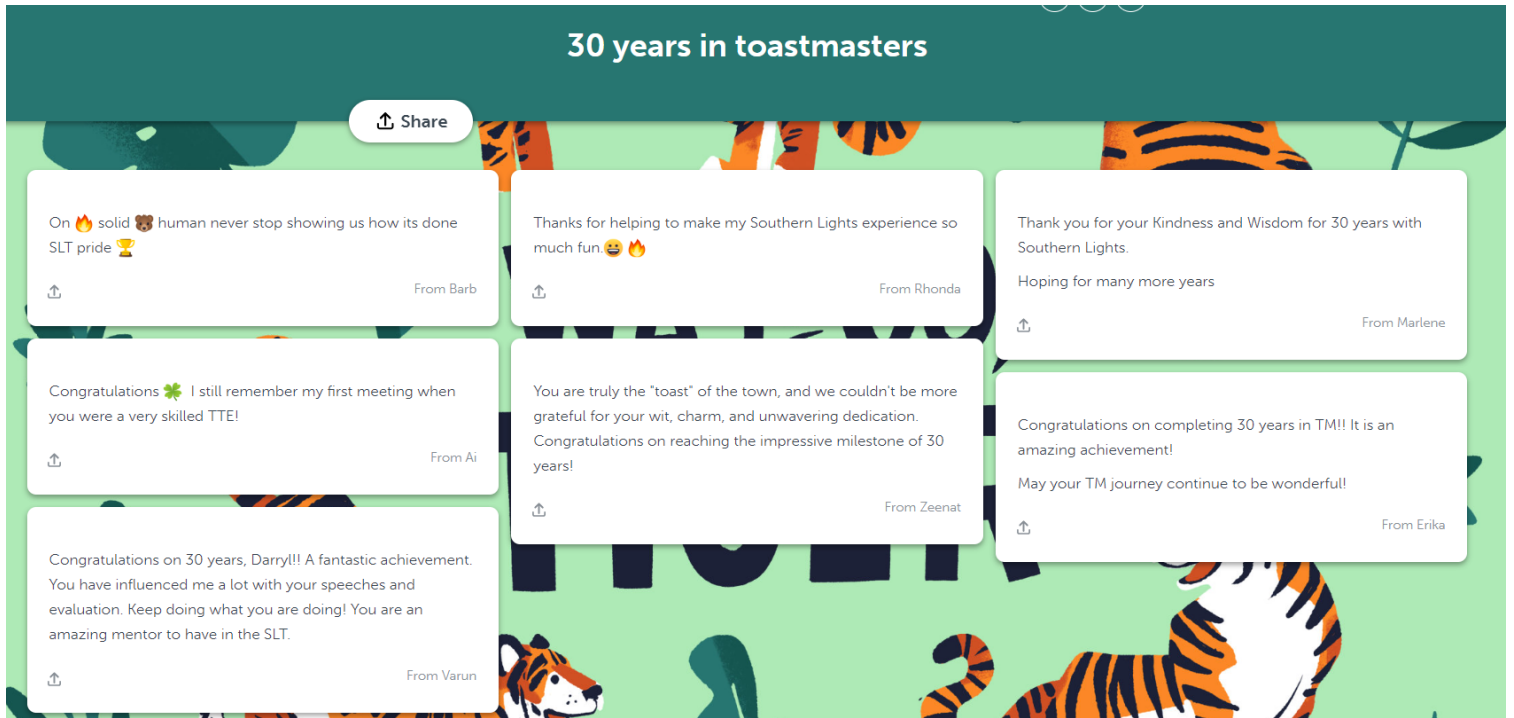 30 years in toastmasters
Share
On 🔥 solid 🐻 human never stop showing us how its done
SLT pride 🏆
From Barb
Thanks for helping to make my Southern Lights experience so
much fun.😀 🔥
From Rhonda
Thank you for your Kindness and Wisdom for 30 years with
Southern Lights.
Hoping for many more years
From Marlene
Congratulations 🍀 I still remember my first meeting when
you were a very skilled TTE!
From Ai
You are truly the "toast" of the town, and we couldn't be more
grateful for your wit, charm, and unwavering dedication.
Congratulations on reaching the impressive milestone of 30
years!
From Zeenat
Congratulations on completing 30 years in TM!! It is an
amazing achievement!
May your TM journey continue to be wonderful!
From Erika
Congratulations on 30 years, Darryl!! A fantastic achievement.
You have influenced me a lot with your speeches and
evaluation. Keep doing what you are doing! You are an
amazing mentor to have in the SLT.
From Varun